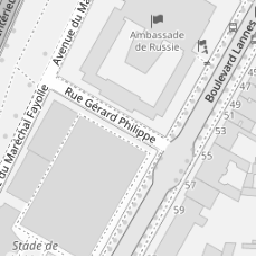 Avenue du Ma
Ambassade
de Russie
Boulevard Lannes
49
51
53
55
57
59
Rue Gérard Philippe
du Maréchal Fayolle
Stade de